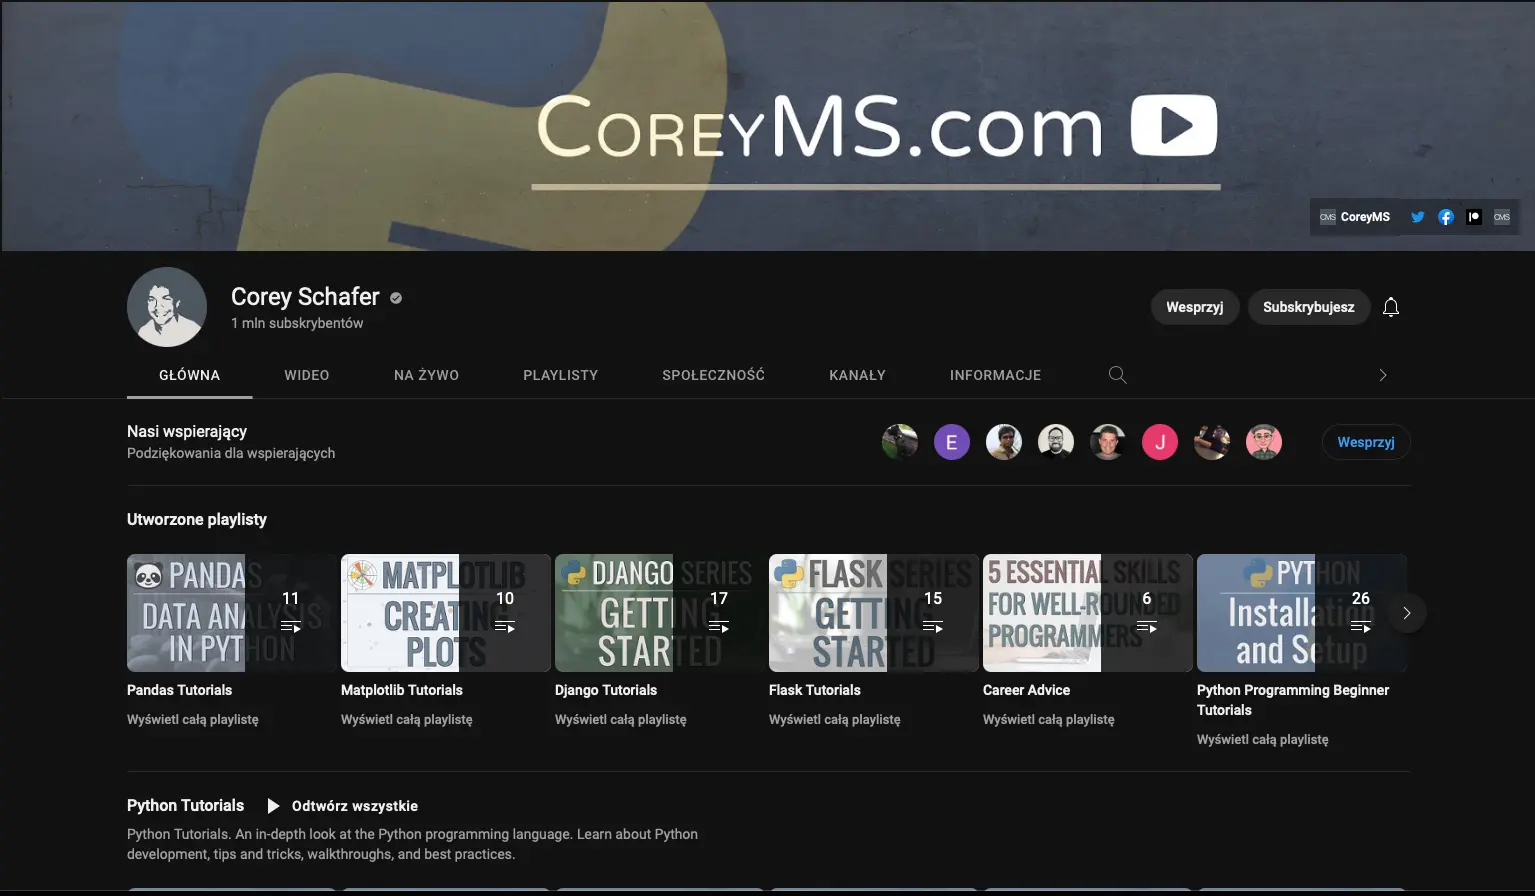 CoreyMS.com
CMS CoreyMS CMS
Corey Schafer
1 mln subskrybentów
Wesprzyj Subskrybujesz
GŁÓWNA WIDEO NA ŻYWO PLAYLISTY SPOŁECZNOŚĆ KANAŁY INFORMACJE
Nasi wspierający
Podziękowania dla wspierających
E J
Wesprzyj
Utworzone playlisty
PANDAS
DATA ANALYSIS
IN PYTHON
11
Pandas Tutorials
Wyświetl całą playlistę
MATPLOTLIB
CREATING
PLOTS
10
Matplotlib Tutorials
Wyświetl całą playlistę
DJANGO SERIES
GETTING
STARTED
17
Django Tutorials
Wyświetl całą playlistę
FLASK SERIES
GETTING
STARTED
15
Flask Tutorials
Wyświetl całą playlistę
5 ESSENTIAL SKILLS
FOR WELL-ROUNDED
PROGRAMMERS
6
Career Advice
Wyświetl całą playlistę
PYTHON
Installation
and Setup
26
Python Programming Beginner
Tutorials
Wyświetl całą playlistę
Python Tutorials Odtwórz wszystkie
Python Tutorials. An in-depth look at the Python programming language. Learn about Python
development, tips and tricks, walkthroughs, and best practices.